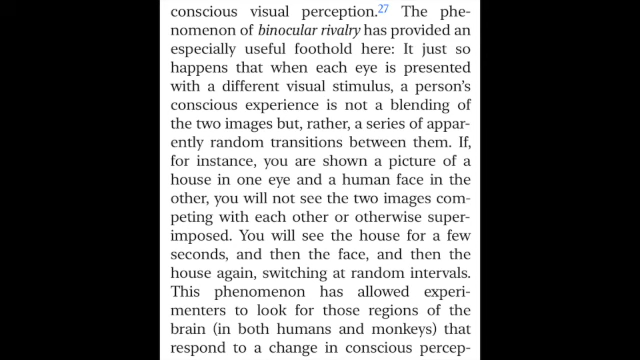 conscious visual perception.27 The phe-
nomenon of binocular rivalry has provided an
especially useful foothold here: It just so
happens that when each eye is presented
with a different visual stimulus, a person's
conscious experience is not a blending of
the two images but, rather, a series of appar-
ently random transitions between them. If,
for instance, you are shown a picture of a
house in one eye and a human face in the
other, you will not see the two images com-
peting with each other or otherwise super-
imposed. You will see the house for a few
seconds, and then the face, and then the
house again, switching at random intervals.
This phenomenon has allowed experi-
menters to look for those regions of the
brain (in both humans and monkeys) that
respond to a change in conscious percep-